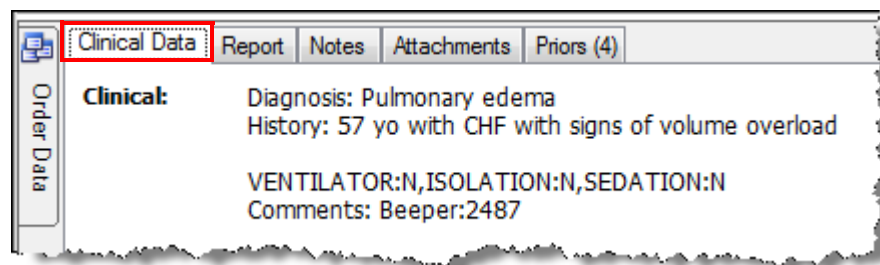 Clinical Data Report Notes Attachments Priors (4)
Order Data
Clinical: Diagnosis: Pulmonary edema
History: 57 yo with CHF with signs of volume overload
VENTILATOR:N,ISOLATION:N,SEDATION:N
Comments: Beeper:2487